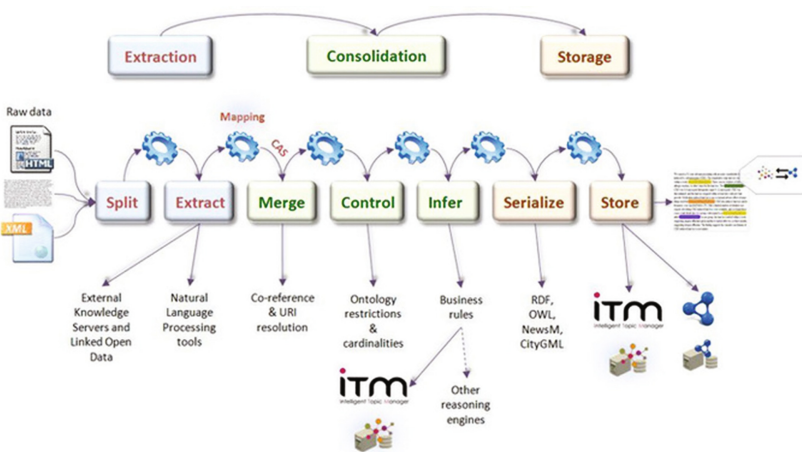 Extraction
Consolidation
Storage
Raw data
HTML
XML
Mapping
CAS
Split
Extract
Merge
Control
Infer
Serialize
Store
External
Knowledge
Servers and
Linked Open
Data
Natural
Language
Processing
tools
Co-reference
& URI
resolution
Ontology
restrictions
&
cardinalities
Business
rules
RDF,
OWL,
NewsM,
CityGML
iTM
Intelligent Topic Manager
iTM
Intelligent Topic Manager
Other
reasoning
engines